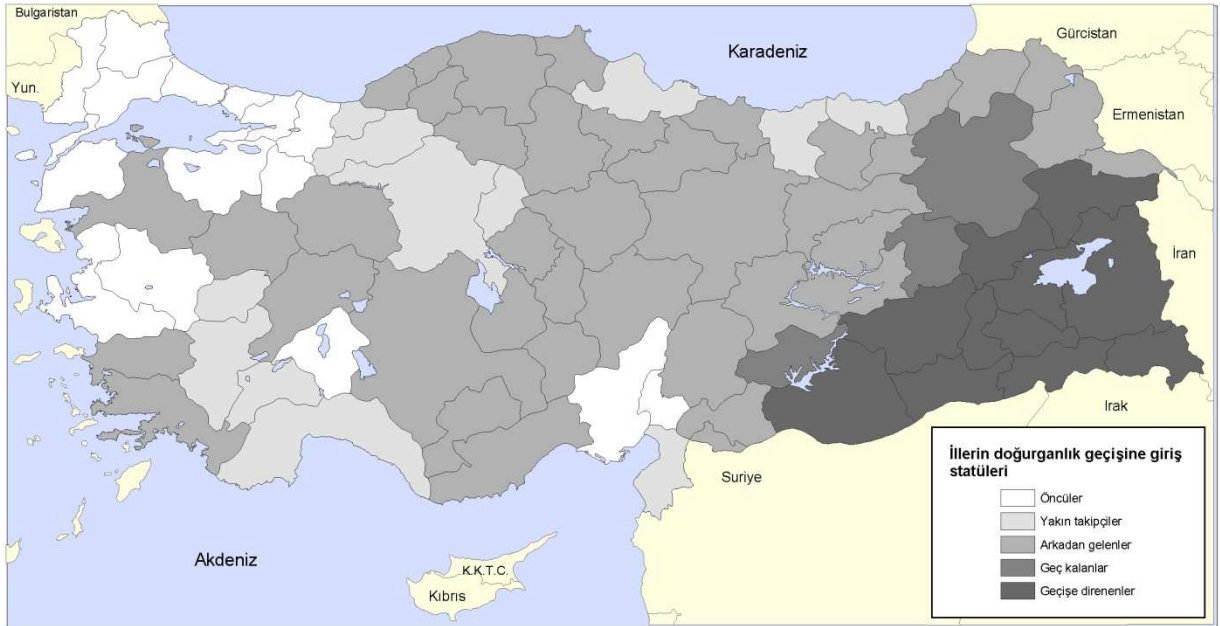 Bulgaristan
Gürcistan
Karadeniz
Yun.
Ermenistan
İran
Irak
Suriye
Akdeniz
K.K.T.C.
Kıbrıs
İllerin doğurganlık geçişine giriş
statüleri
Öncüler
Yakın takipçiler
Arkadan gelenler
Geç kalanlar
Geçişe direnenler